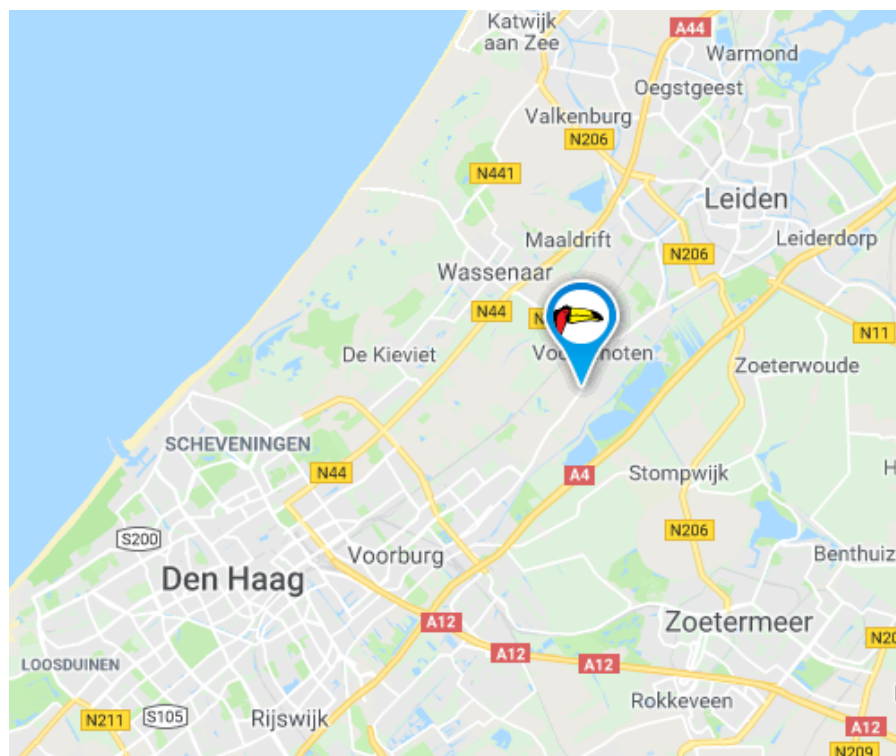 Katwijk
aan Zee
A44
Warmond
Oegstgeest
Valkenburg
N206
N441
Leiden
Maaldrift
Leiderdorp
N206
Wassenaar
N44
N11
De Kieviet
Zoeterwoude
SCHEVENINGEN
N44
A4
Stompwijk
N206
S200
Voorburg
Benthuiz
Den Haag
A12
Zoetermeer
A12
A12
LOOSDUINEN
Rokkeveen
N211
S105
Rijswijk
A12
N209